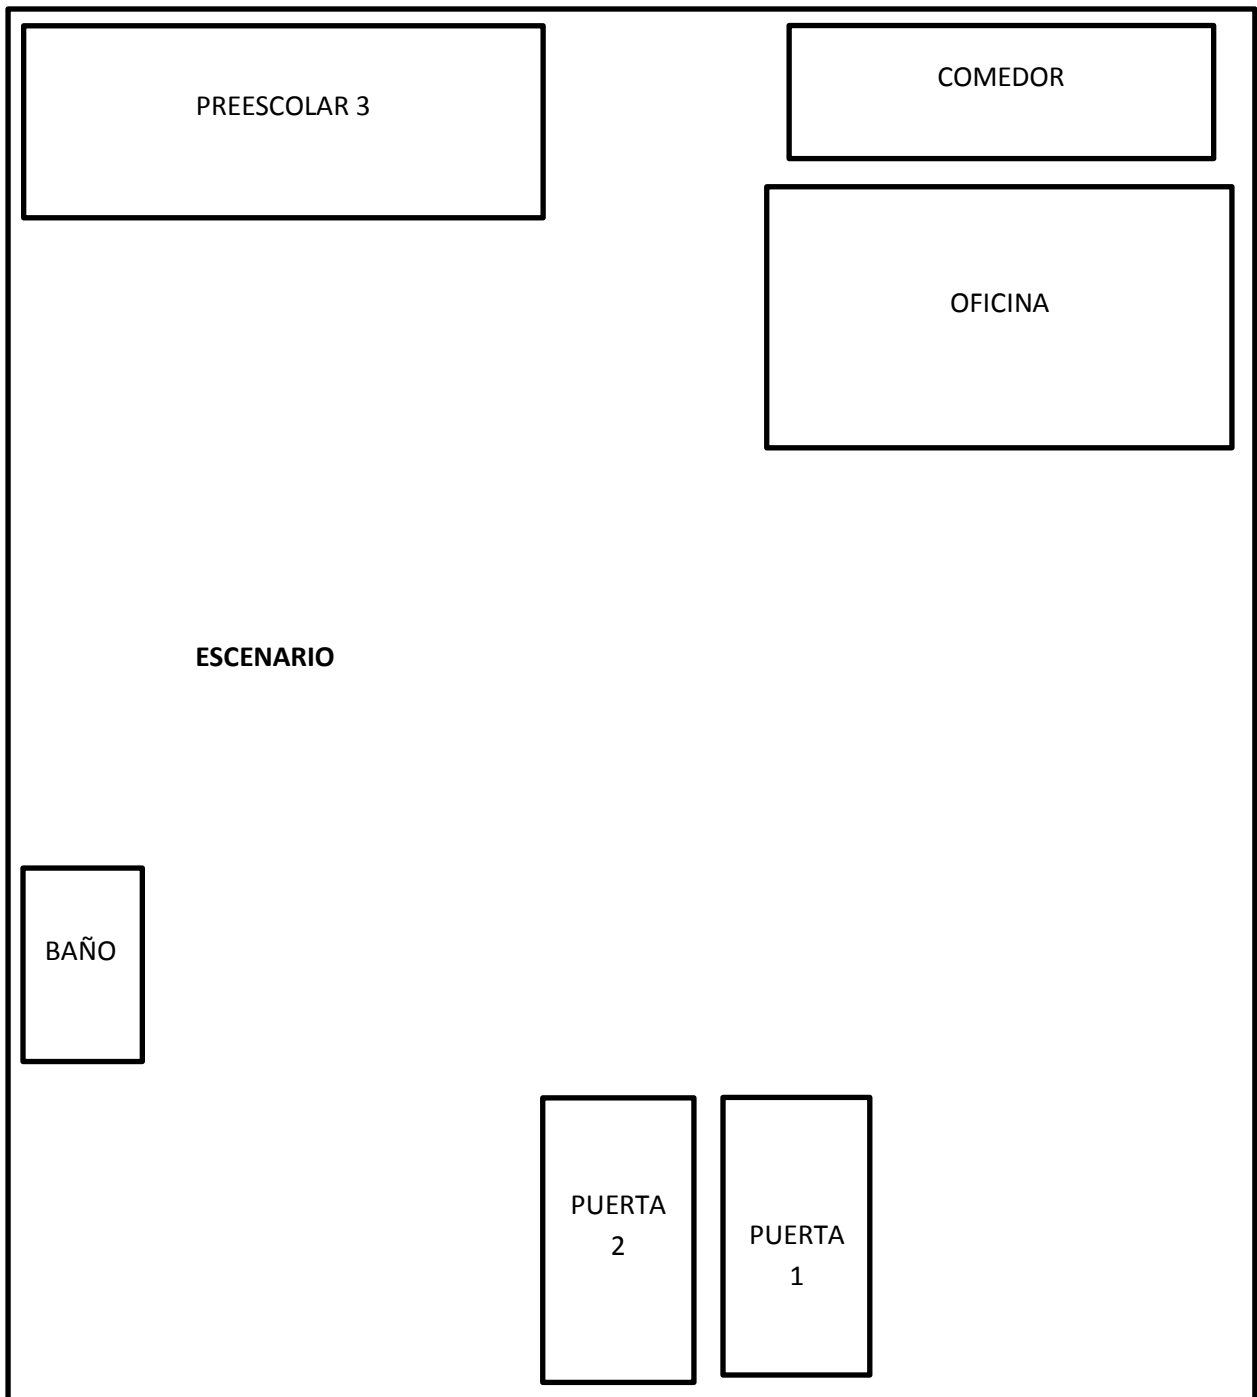 PREESCOLAR 3
COMEDOR
OFICINA
ESCENARIO
BAÑO
PUERTA
2
PUERTA
1